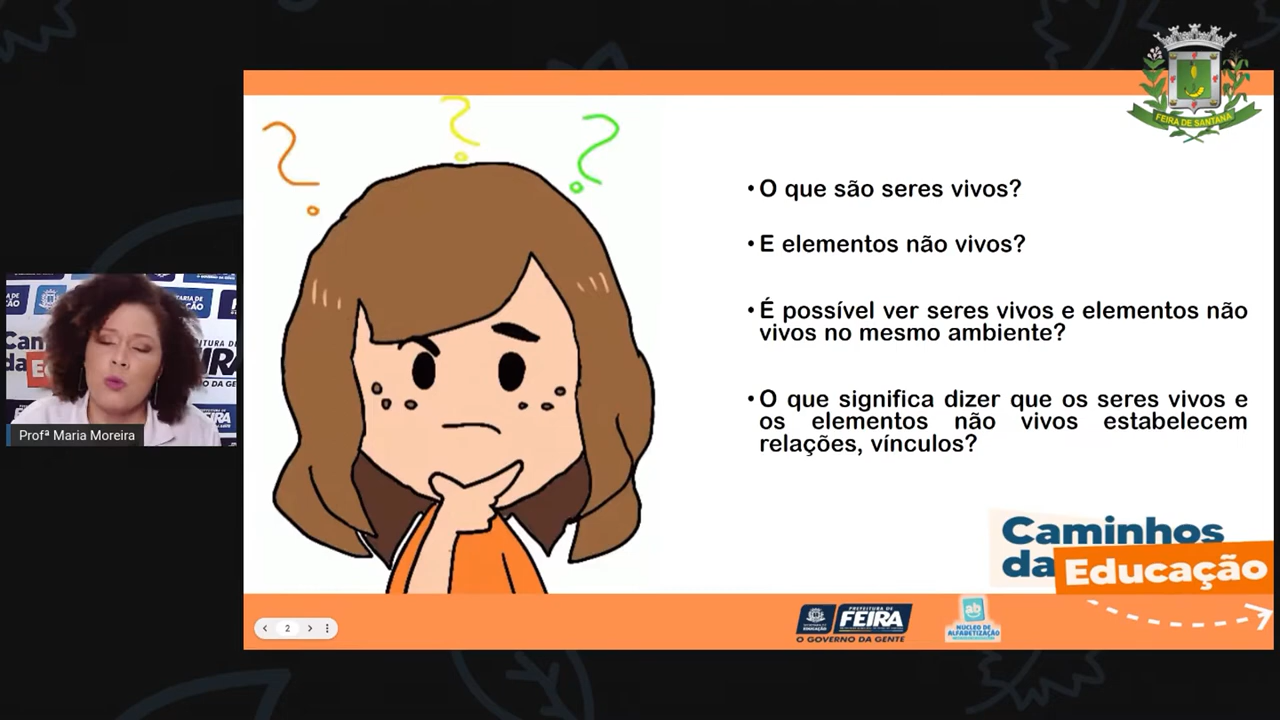 FEIRA DE SANTANA
• O que são seres vivos?
• E elementos não vivos?
• É possível ver seres vivos e elementos não
vivos no mesmo ambiente?
• O que significa dizer que os seres vivos e
os elementos não vivos estabelecem
relações, vínculos?
Profª Maria Moreira
Caminhos
da
Educação
2
PREFEITURA DE
FEIRA
O GOVERNO DA GENTE
EDUCAÇÃO
ab
NÚCLEO DE
ALFABETIZAÇÃO